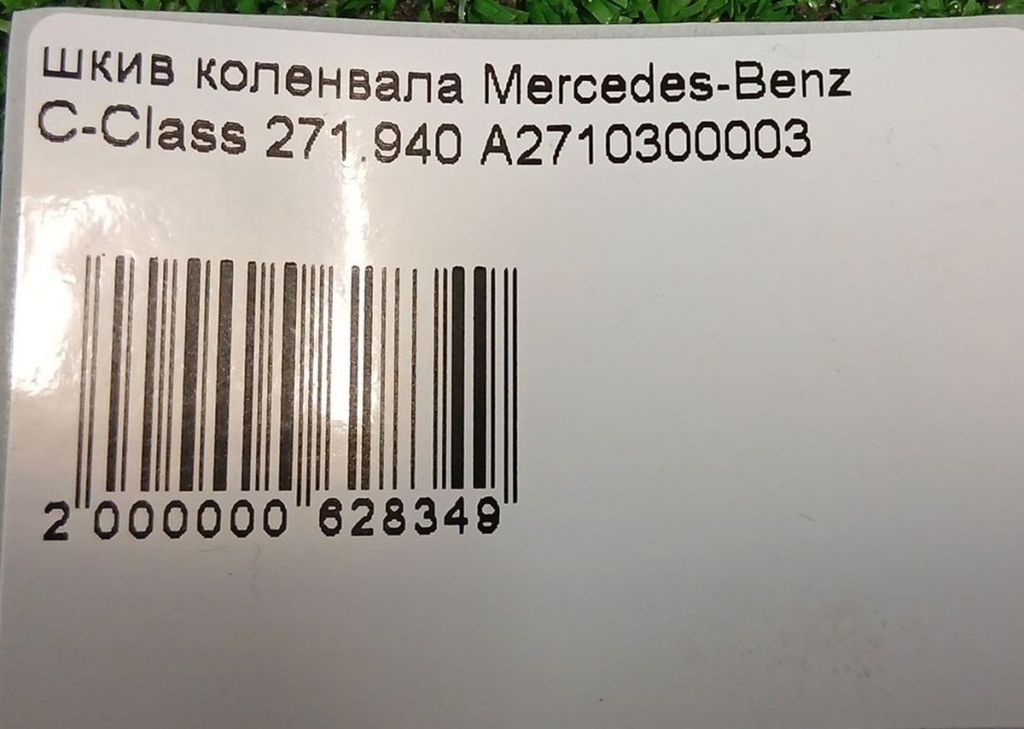 шкив коленвала Mercedes-Benz
C-Class 271.940 A2710300003
2 000000 628349